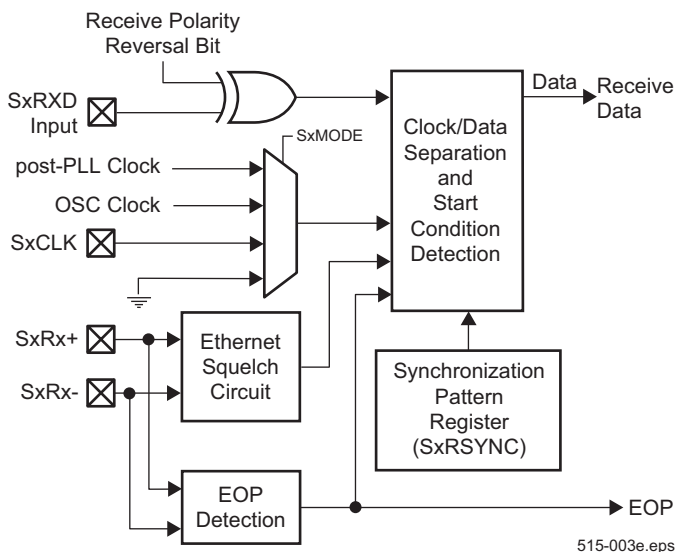 Receive Polarity
Reversal Bit
SxRXD
Input
SxMODE
post-PLL Clock
OSC Clock
SxCLK
Clock/Data
Separation
and
Start
Condition
Detection
Data
Receive
Data
SxRx+
SxRx-
Ethernet
Squelch
Circuit
Synchronization
Pattern
Register
(SxRSYNC)
EOP
Detection
EOP
515-003e.eps